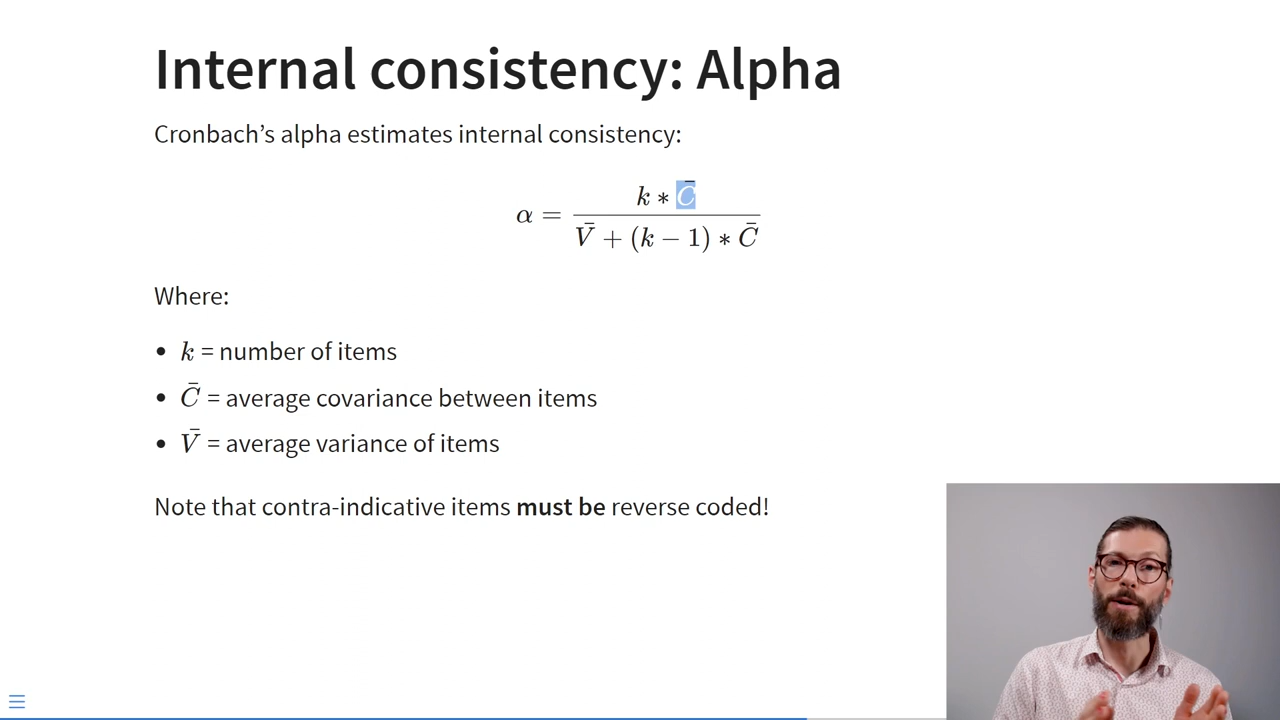 Internal consistency: Alpha
Cronbach’s alpha estimates internal consistency:
α = k ∗ C̄ / V̄ + (k − 1) ∗ C̄
Where:
• k = number of items
• C̄ = average covariance between items
• V̄ = average variance of items
Note that contra-indicative items must be reverse coded!